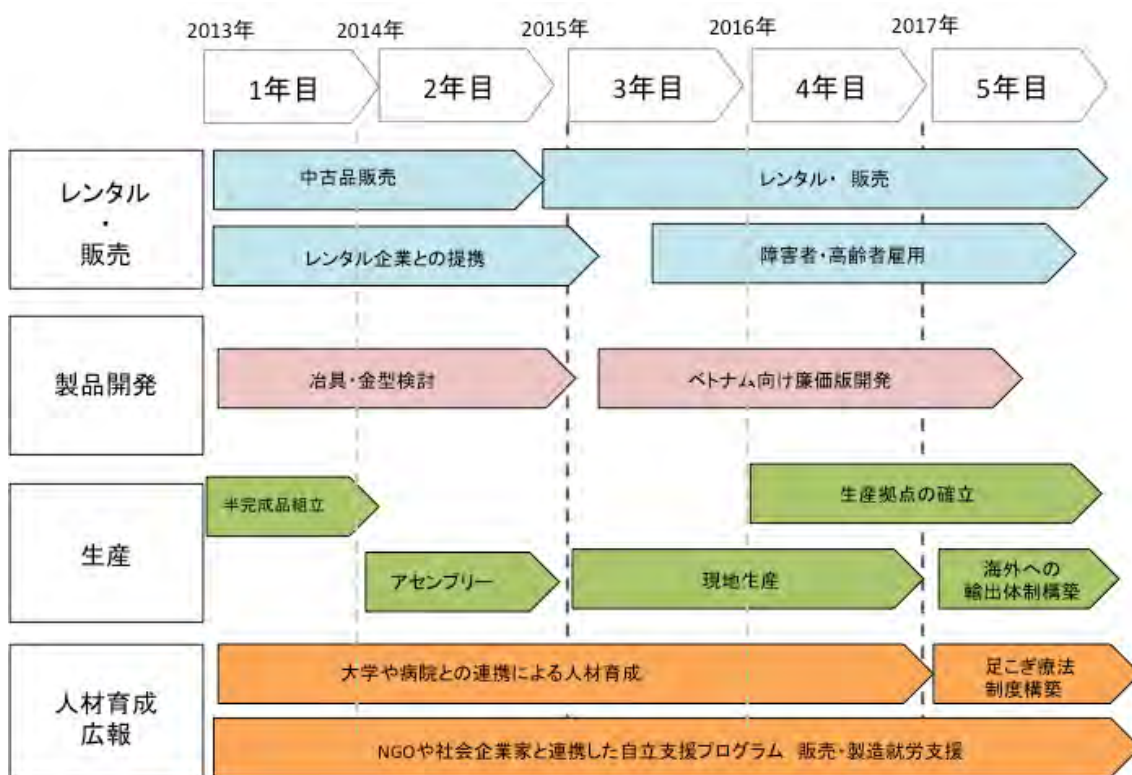 2013年
2014年
2015年
2016年
2017年
1年目
2年目
3年目
4年目
5年目
レンタル
・
販売
中古品販売
レンタル・ 販売
レンタル企業との提携
障害者・高齢者雇用
製品開発
冶具・金型検討
ベトナム向け廉価版開発
生産
半完成品組立
生産拠点の確立
アセンブリー
現地生産
海外への
輸出体制構築
人材育成
広報
大学や病院との連携による人材育成
足こぎ療法
制度構築
NGOや社会企業家と連携した自立支援プログラム 販売・製造就労支援